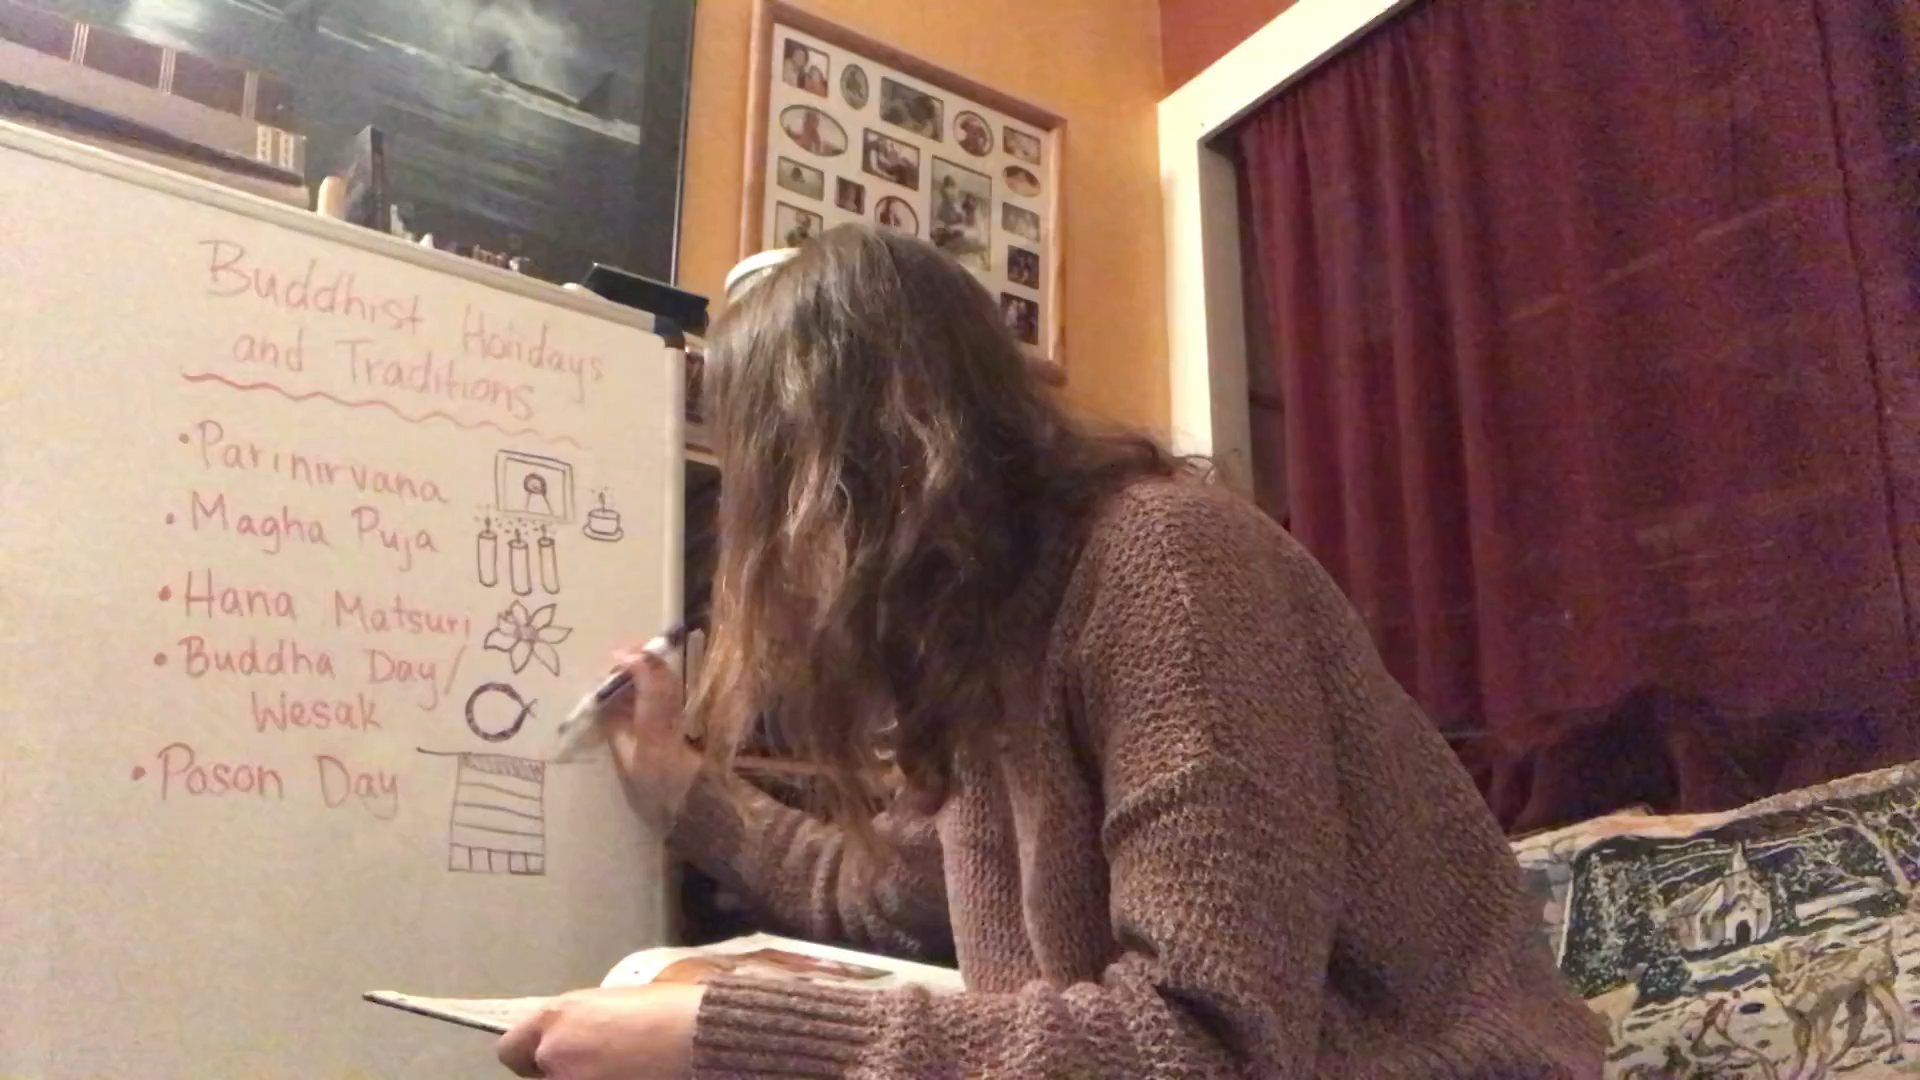 Buddhist Holidays
and Traditions
• Parinirvana
• Magha Puja
• Hana Matsuri
• Buddha Day/
Wesak
• Poson Day